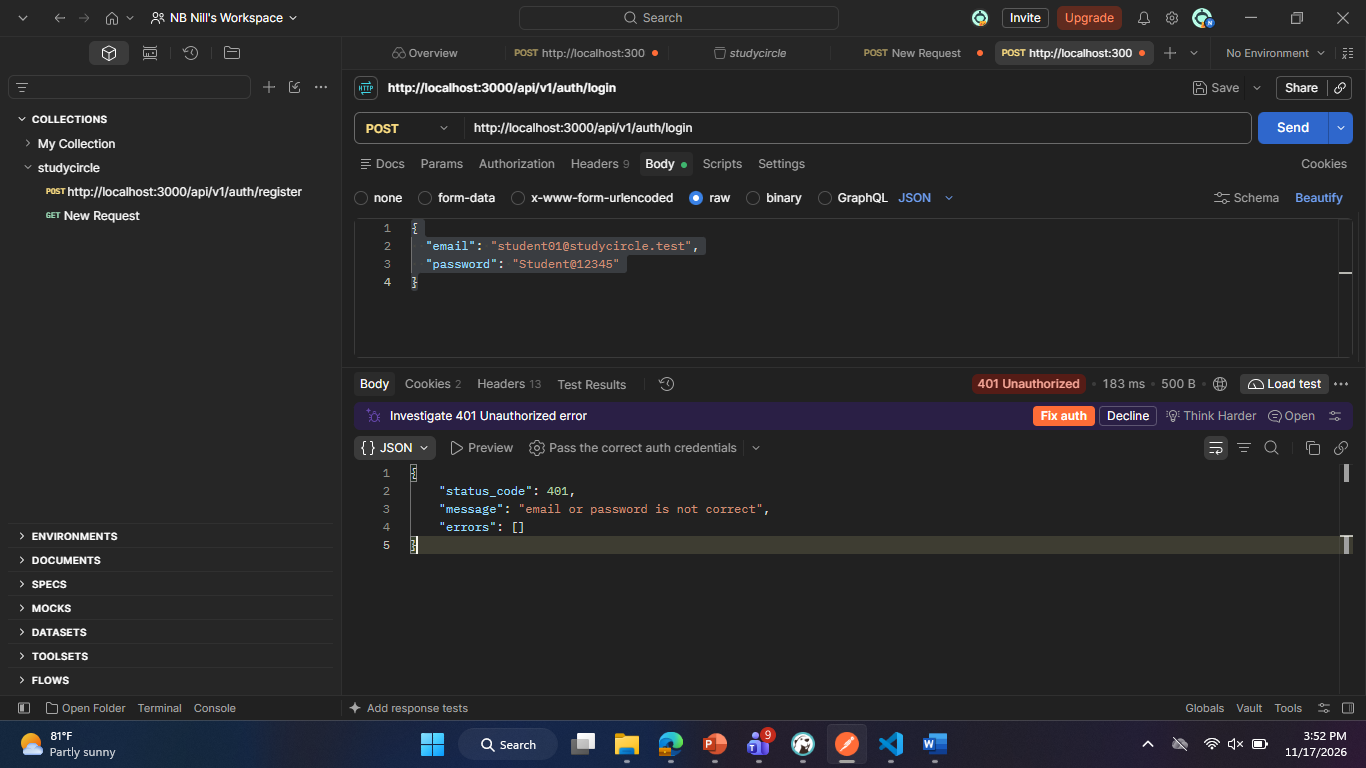 NB Nill's Workspace
Search
Invite
Upgrade
N
Overview
POST http://localhost:300
studycircle
POST New Request
POST http://localhost:300
No Environment
HTTP http://localhost:3000/api/v1/auth/login
Save
Share
COLLECTIONS
My Collection
studycircle
POST http://localhost:3000/api/v1/auth/register
GET New Request
POST
http://localhost:3000/api/v1/auth/login
Send
Docs
Params
Authorization
Headers 9
Body
Scripts
Settings
Cookies
none
form-data
x-www-form-urlencoded
raw
binary
GraphQL
JSON
Schema
Beautify
1 {
2 "email": "student01@studycircle.test",
3 "password": "Student@12345"
4 }
Body
Cookies 2
Headers 13
Test Results
401 Unauthorized
183 ms
500 B
Load test
Investigate 401 Unauthorized error
Fix auth
Decline
Think Harder
Open
{} JSON
Preview
Pass the correct auth credentials
1 {
2 "status_code": 401,
3 "message": "email or password is not correct",
4 "errors": []
5 }
ENVIRONMENTS
DOCUMENTS
SPECS
MOCKS
DATASETS
TOOLSETS
FLOWS
Open Folder
Terminal
Console
Add response tests
Globals
Vault
Tools
81°F
Partly sunny
Search
9
3:52 PM
11/17/2026